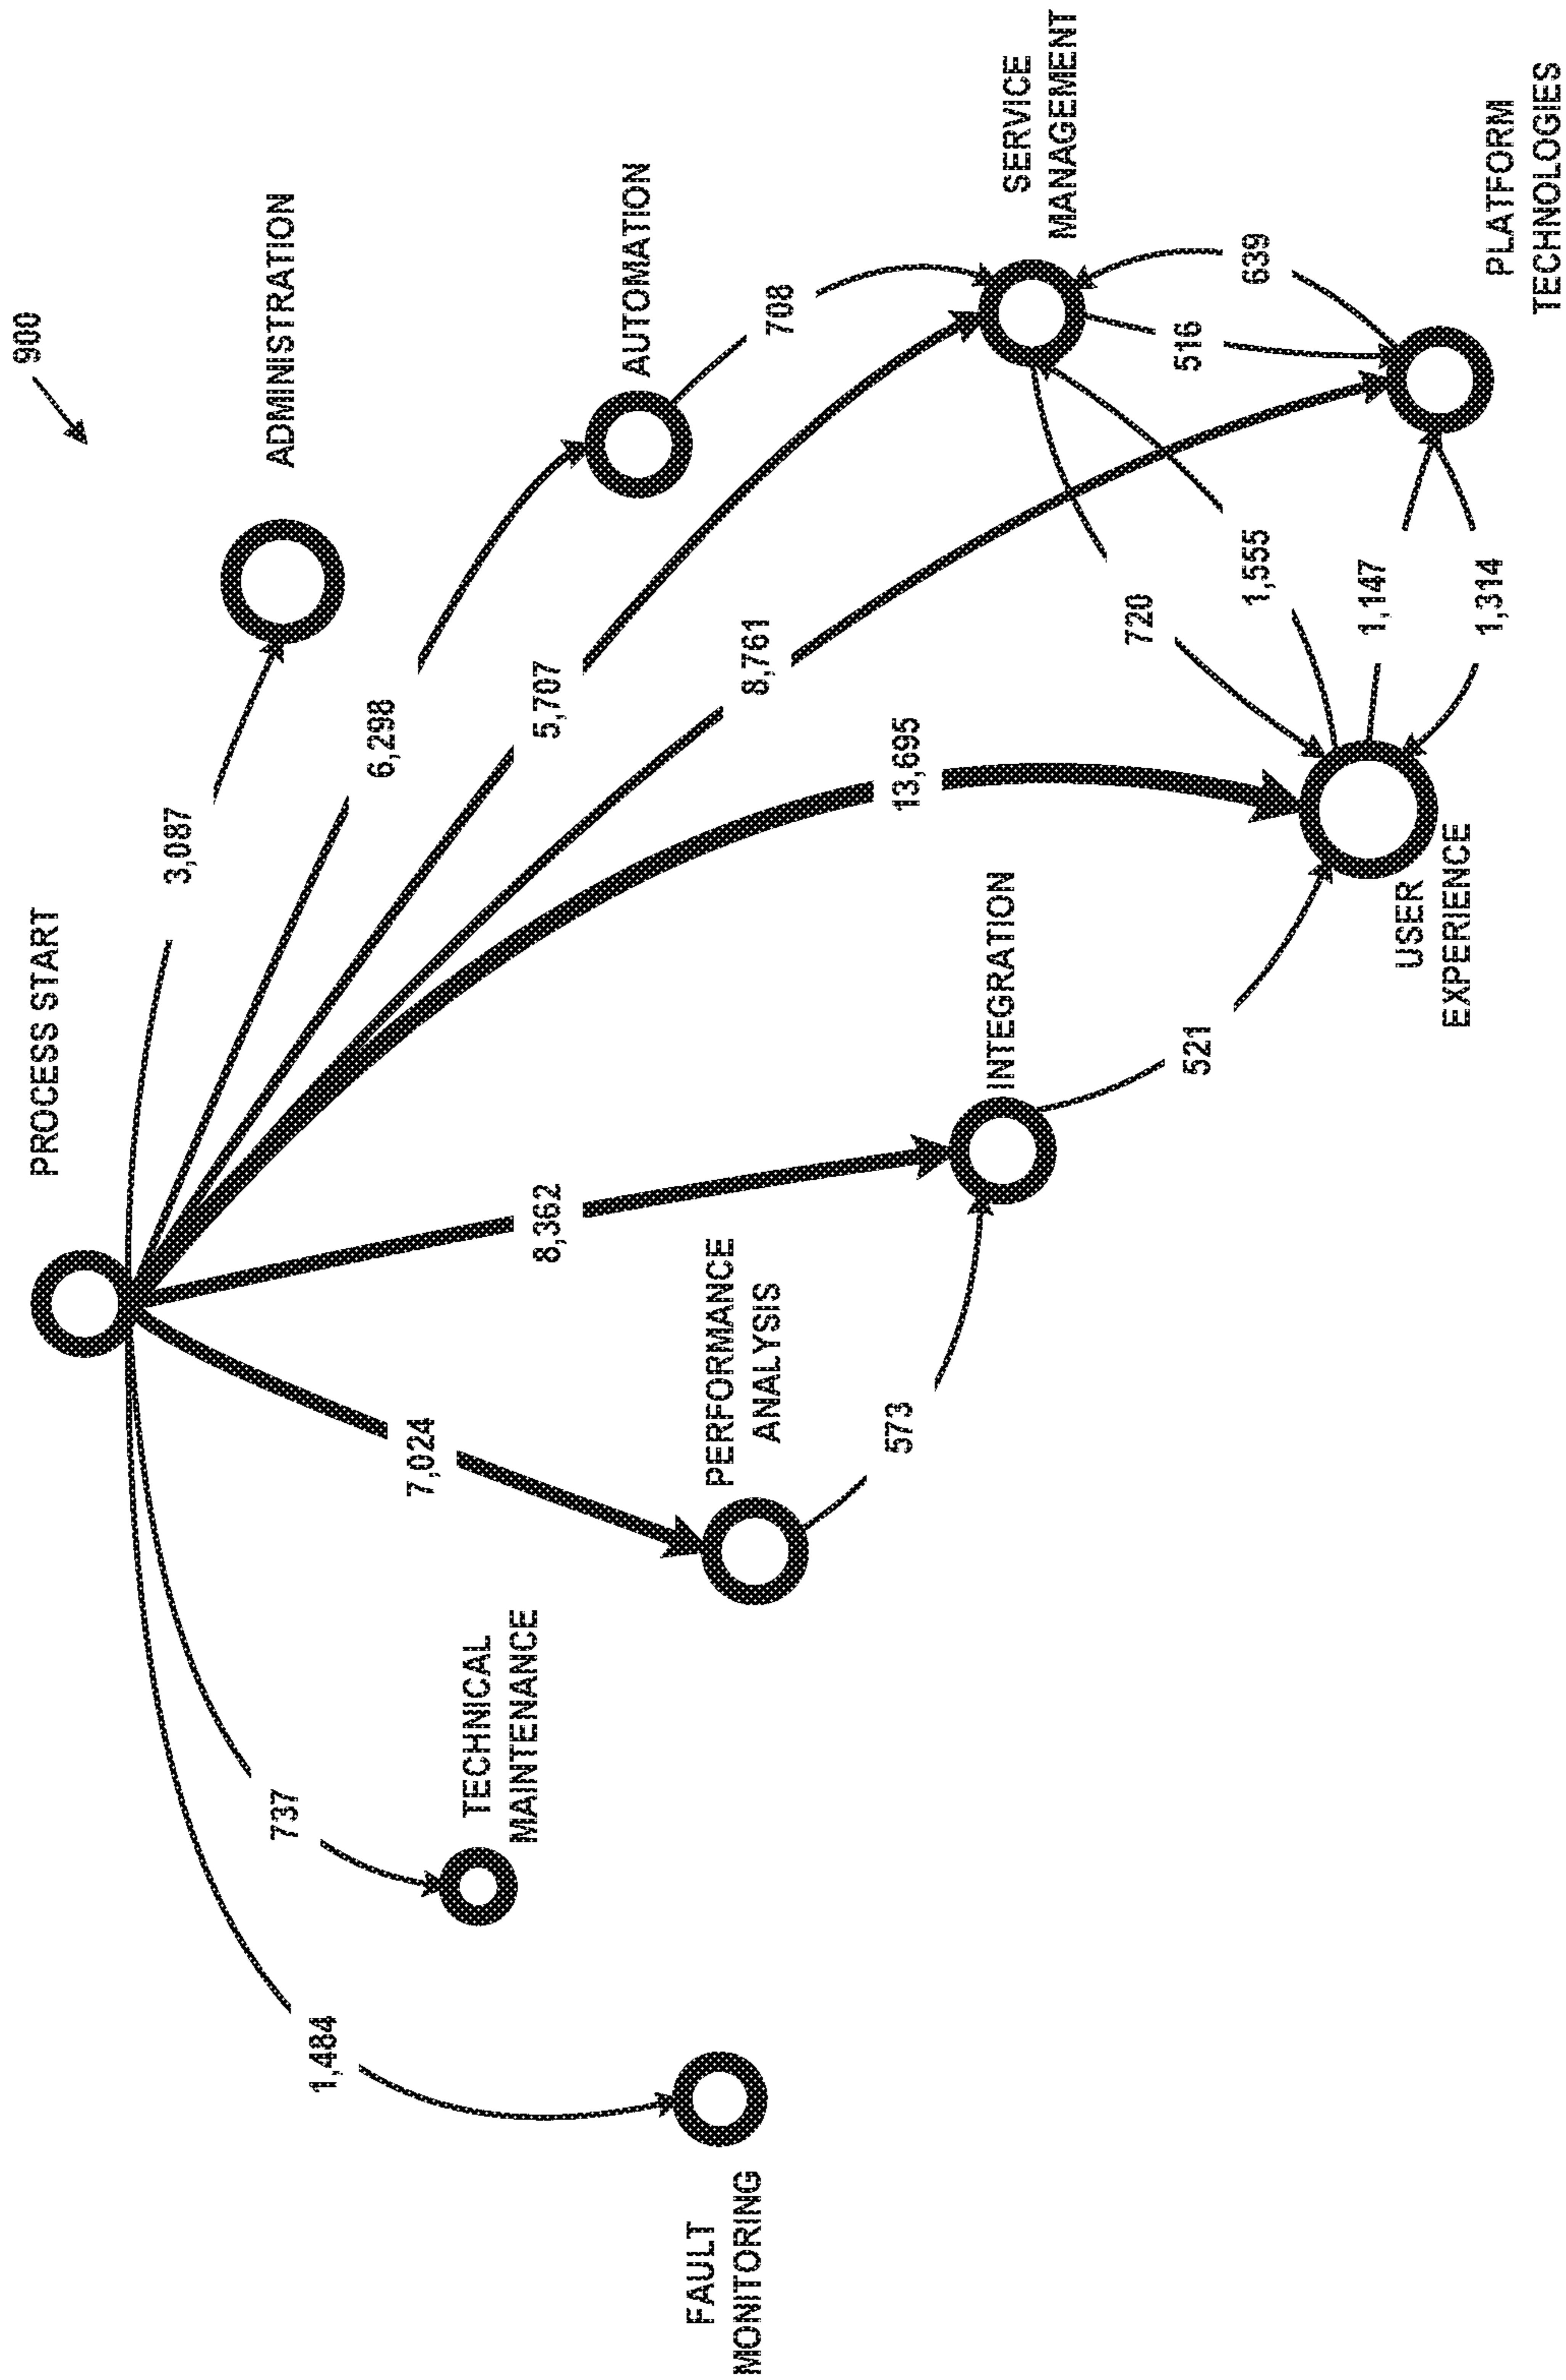 900
PROCESS START
3,087
ADMINISTRATION
737
1,484
6,298
7,024
TECHNICAL
MAINTENANCE
8,362
5,707
AUTOMATION
FAULT
MONITORING
PERFORMANCE
ANALYSIS
8,761
708
573
13,695
INTEGRATION
SERVICE
MANAGEMENT
720
516
521
1,555
639
1,147
USER
EXPERIENCE
1,314
PLATFORM
TECHNOLOGIES